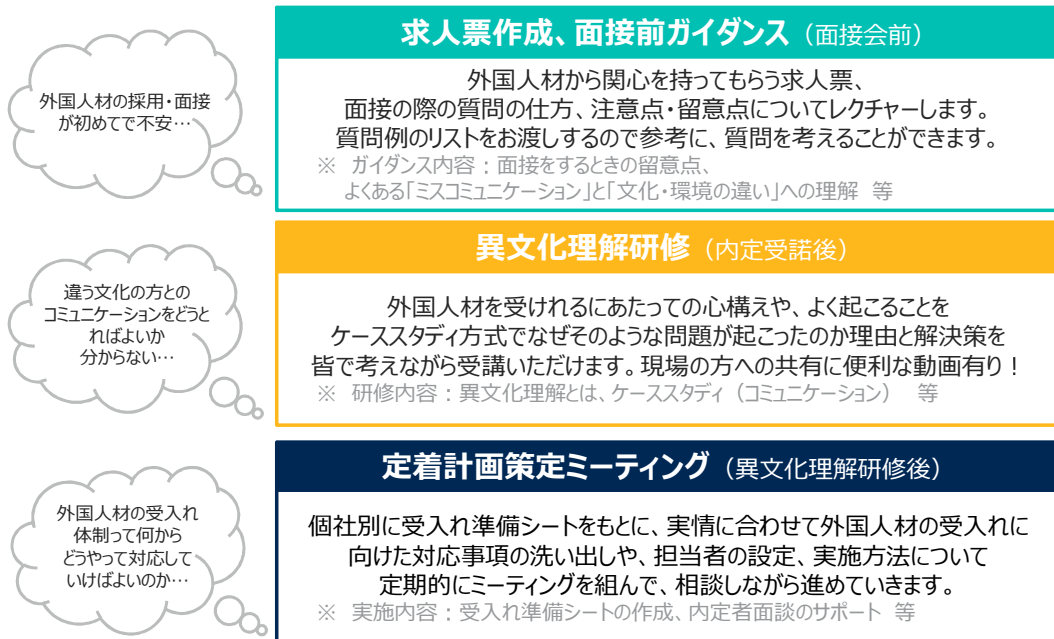 外国人材の採用・面接
が初めてで不安…
求人票作成、面接前ガイダンス（面接会前）
外国人材から関心を持ってもらう求人票、
面接の際の質問の仕方、注意点・留意点についてレクチャーします。
質問例のリストをお渡しするので参考に、質問を考えることができます。
※ ガイダンス内容：面接をするときの留意点、
よくある「ミスコミュニケーション」と「文化・環境の違い」への理解 等
違う文化の方との
コミュニケーションをどうと
ればよいか
分からない…
異文化理解研修（内定受諾後）
外国人材を受けれるにあたっての心構えや、よく起こることを
ケーススタディ方式でなぜそのような問題が起こったのか理由と解決策を
皆で考えながら受講いただけます。現場の方への共有に便利な動画有り！
※ 研修内容：異文化理解とは、ケーススタディ（コミュニケーション） 等
外国人材の受入れ
体制って何から
どうやって対応して
いけばよいのか…
定着計画策定ミーティング（異文化理解研修後）
個社別に受入れ準備シートをもとに、実情に合わせて外国人材の受入れに
向けた対応事項の洗い出しや、担当者の設定、実施方法について
定期的にミーティングを組んで、相談しながら進めていきます。
※ 実施内容：受入れ準備シートの作成、内定者面談のサポート 等